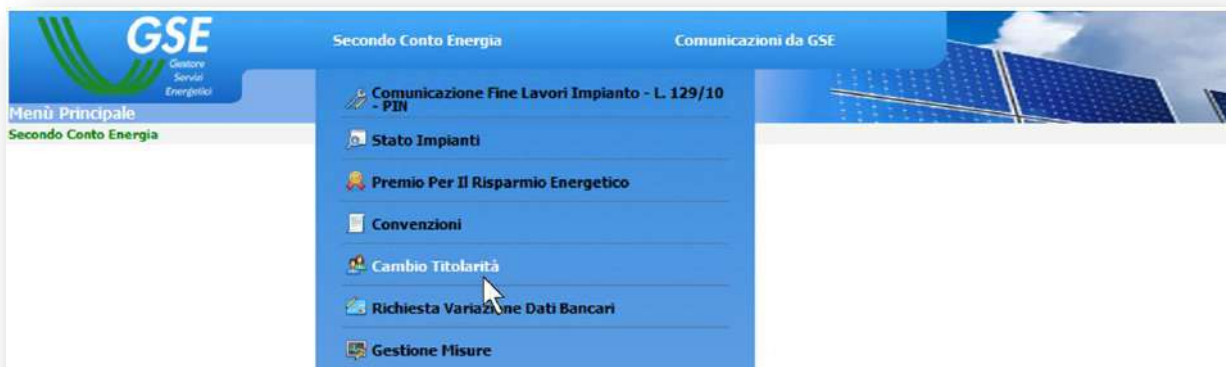 GSE
Gestore
Servizi
Energetici
Secondo Conto Energia
Comunicazioni da GSE
Menù Principale
Secondo Conto Energia
Comunicazione Fine Lavori Impianto - L. 129/10
- PIN
Stato Impianti
Premio Per Il Risparmio Energetico
Convenzioni
Cambio Titolarità
Richiesta Variazione Dati Bancari
Gestione Misure